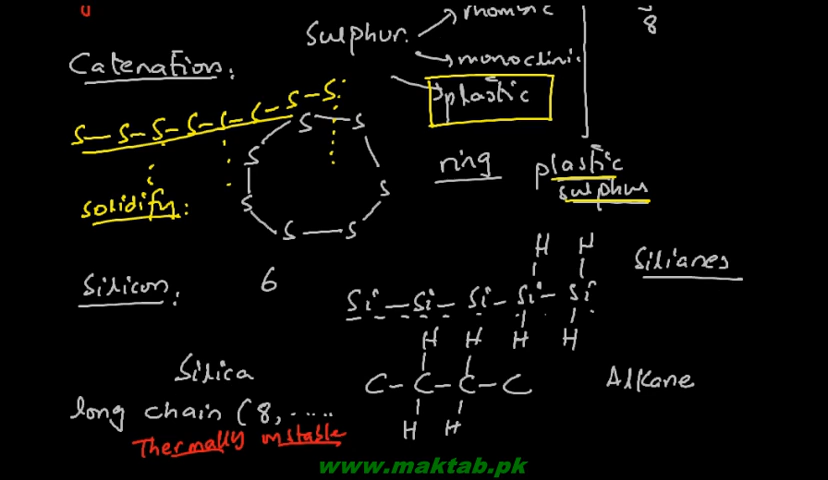 rhombic
8
Sulphur.
Catenation:
monoclinic
plastic
S—S—S—S—S—S—S—S
S—S
S
S
S
S
S—S
ring
plastic
sulphur
solidify:
Silicon:
6
H H
Si—Si—Si—Si—Si
Silianes
H H H H
Silica
C—C—C—C
Alkane
long chain (8, .....
H H
Thermally unstable
www.maktab.pk